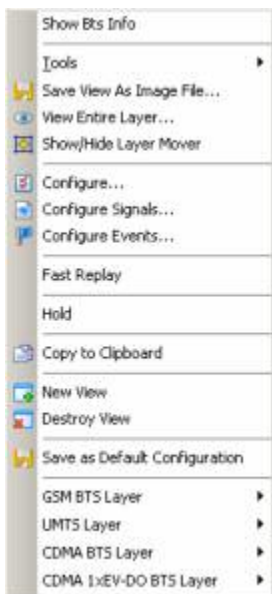 Show Bts Info
Tools
Save View As Image File...
View Entire Layer...
Show/Hide Layer Mover
Configure...
Configure Signals...
Configure Events...
Fast Replay
Hold
Copy to Clipboard
New View
Destroy View
Save as Default Configuration
GSM BTS Layer
UMTS Layer
CDMA BTS Layer
CDMA 1xEV-DO BTS Layer